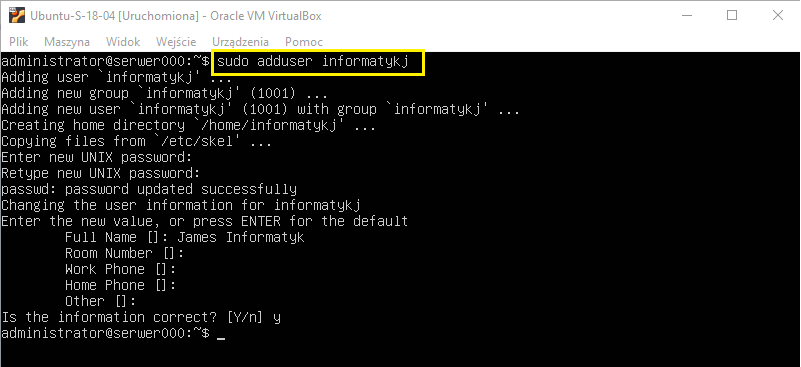 Ubuntu-S-18-04 [Uruchomiona] - Oracle VM VirtualBox
Plik Maszyna Widok Wejście Urządzenia Pomoc
administrator@serwer000:~$ sudo adduser informatykj
Adding user `informatykj' ...
Adding new group `informatykj' (1001) ...
Adding new user `informatykj' (1001) with group `informatykj' ...
Creating home directory `/home/informatykj' ...
Copying files from `/etc/skel' ...
Enter new UNIX password:
Retype new UNIX password:
passwd: password updated successfully
Changing the user information for informatykj
Enter the new value, or press ENTER for the default
Full Name []: James Informatyk
Room Number []:
Work Phone []:
Home Phone []:
Other []:
Is the information correct? [Y/n] y
administrator@serwer000:~$ _